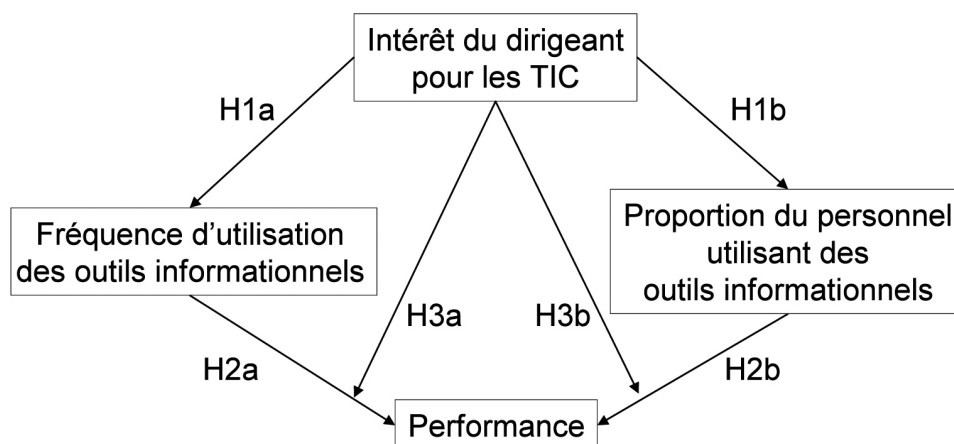 Intérêt du dirigeant
pour les TIC
H1a
H1b
Fréquence d’utilisation
des outils informationnels
Proportion du personnel
utilisant des
outils informationnels
H3a
H3b
H2a
H2b
Performance